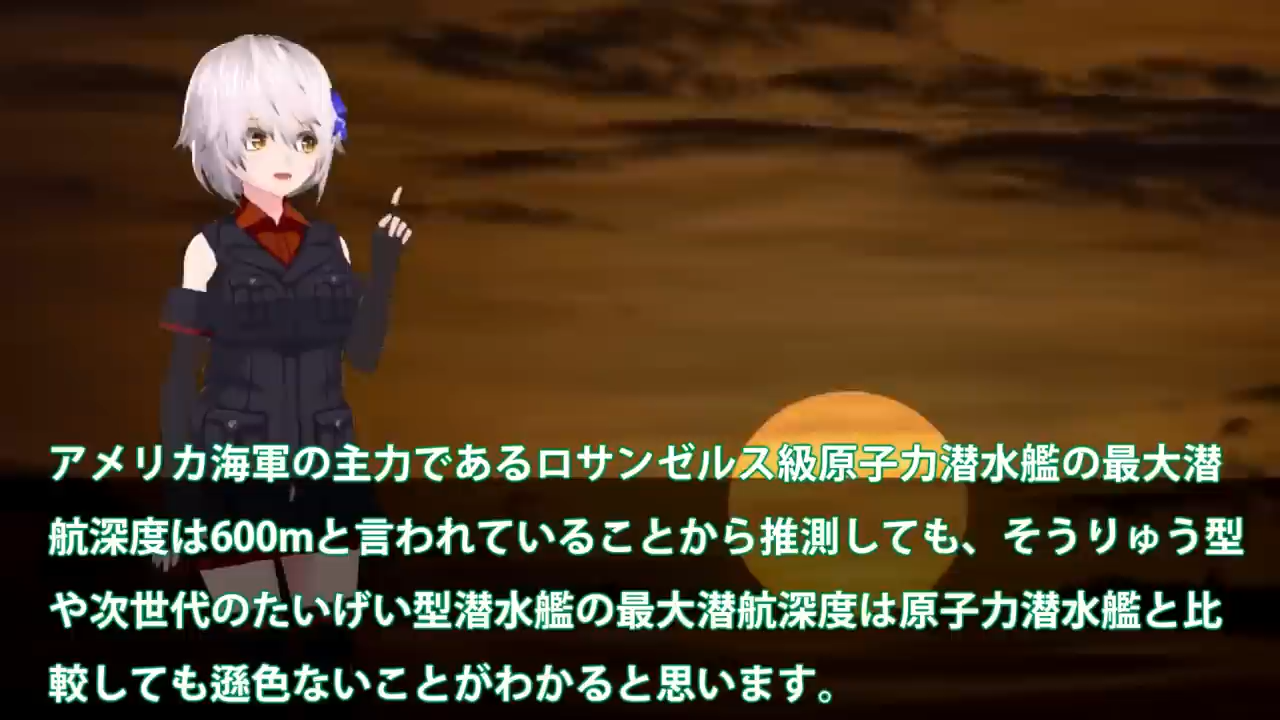 アメリカ海軍の主力であるロサンゼルス級原子力潜水艦の最大潜
航深度は600mと言われていることから推測しても、そうりゅう型
や次世代のたいげい型潜水艦の最大潜航深度は原子力潜水艦と比
較しても遜色ないことがわかると思います。